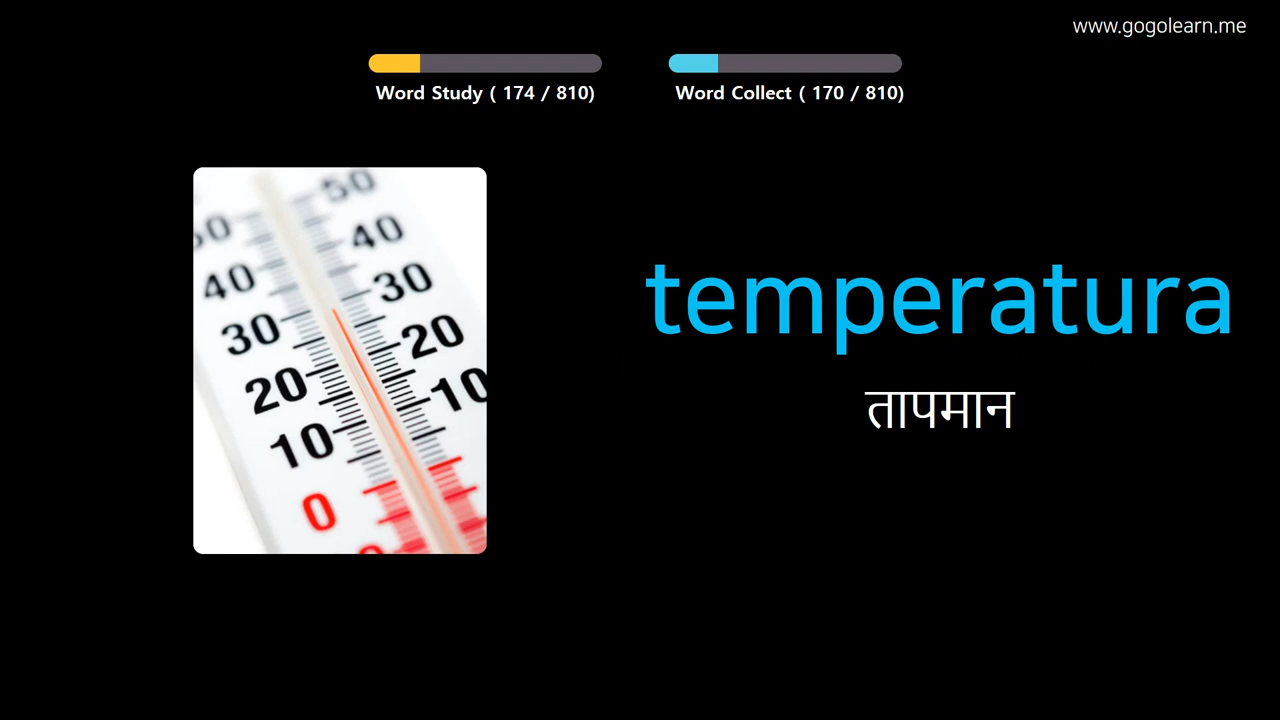 www.gogolearn.me
Word Study ( 174 / 810)
Word Collect ( 170 / 810)
50
50
40
40
30
30
20
20
10
10
0
temperatura
तापमान